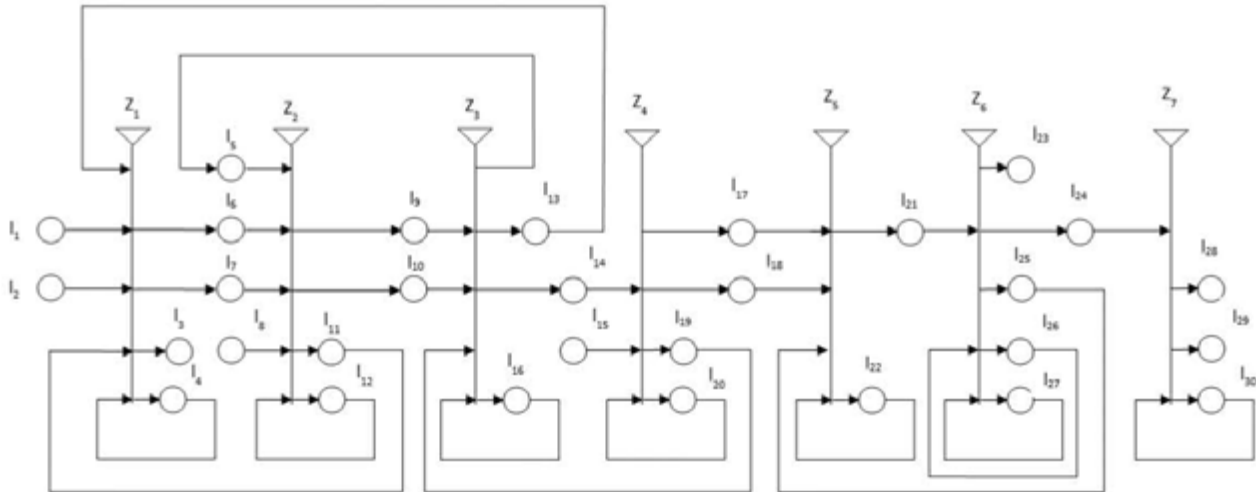 Z₁
Z₂
Z₃
Z₄
Z₅
Z₆
Z₇
I₅
I₂₃
I₁
I₆
I₉
I₁₃
I₁₇
I₂₁
I₂₄
I₂
I₇
I₁₀
I₁₄
I₁₈
I₂₅
I₂₈
I₃
I₈
I₁₁
I₁₅
I₁₉
I₂₆
I₂₉
I₄
I₁₂
I₁₆
I₂₀
I₂₂
I₂₇
I₃₀